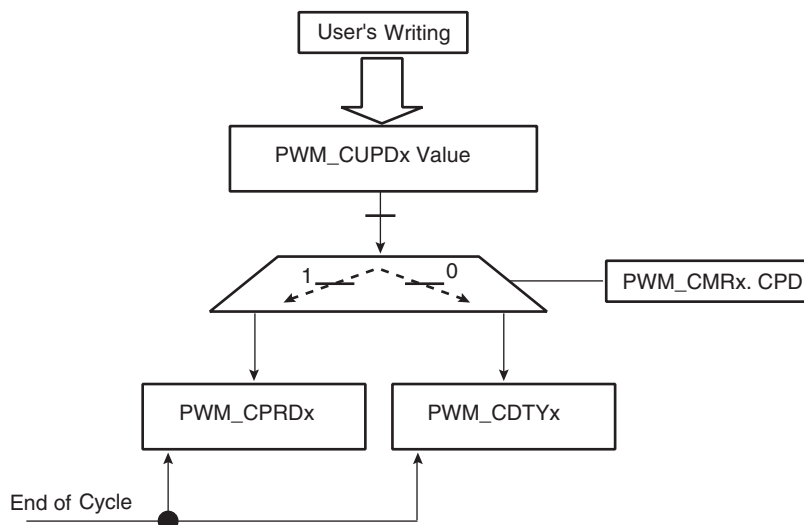 User's Writing
PWM_CUPDx Value
1
0
PWM_CMRx. CPD
PWM_CPRDx
PWM_CDTYx
End of Cycle